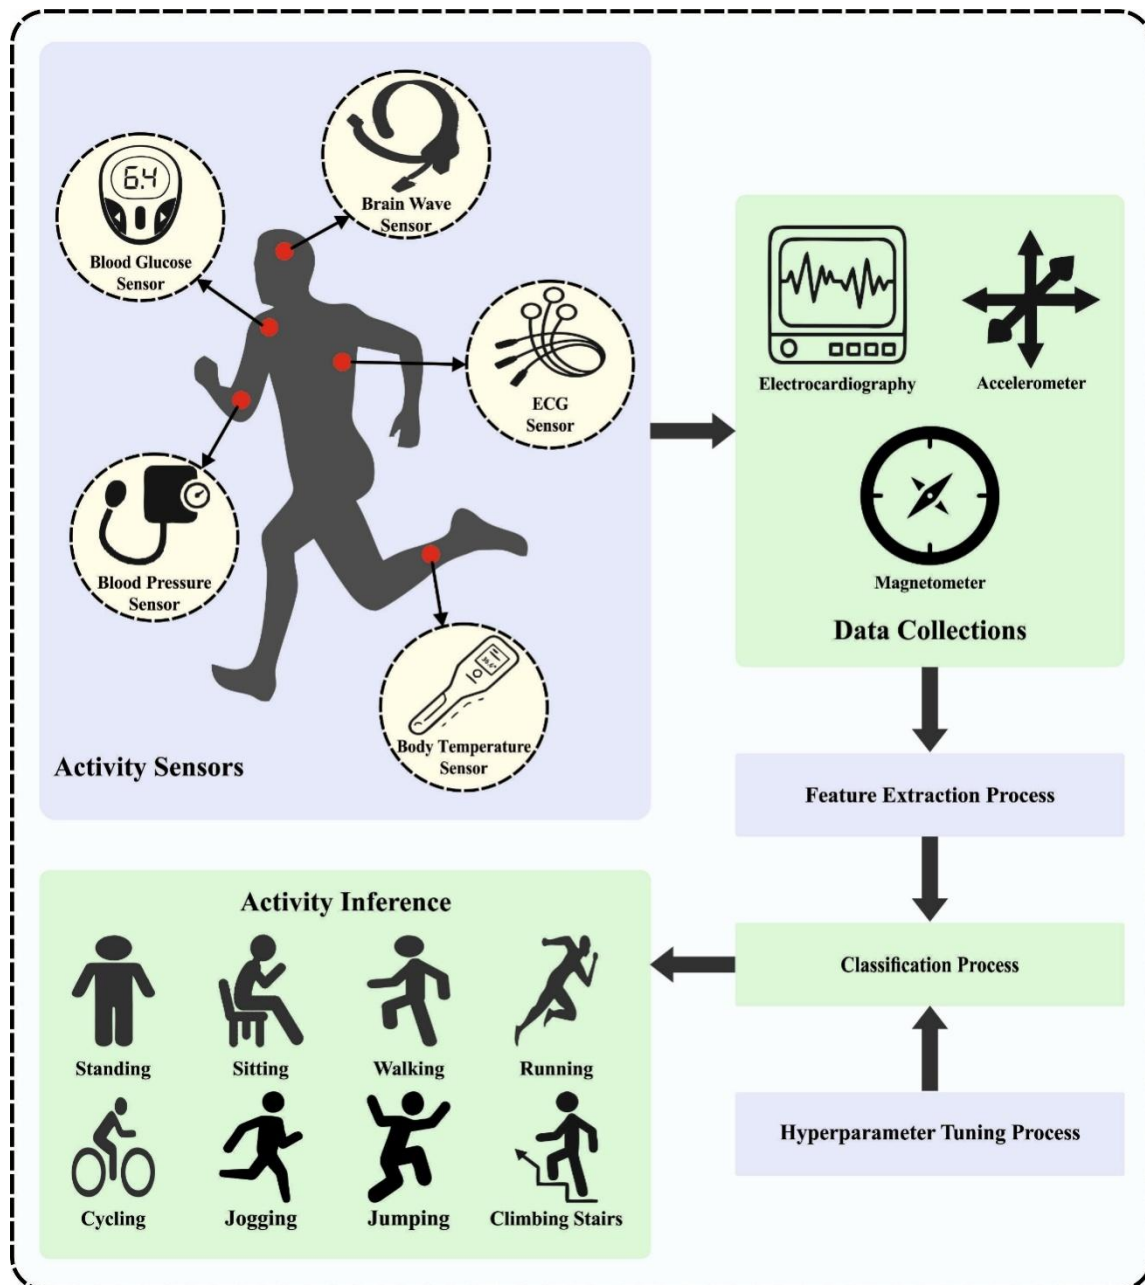 6.4
Blood Glucose
Sensor
Brain Wave
Sensor
ECG
Sensor
Blood Pressure
Sensor
Body Temperature
Sensor
Activity Sensors
Electrocardiography
Accelerometer
Magnetometer
Data Collections
Feature Extraction Process
Classification Process
Hyperparameter Tuning Process
Activity Inference
Standing
Sitting
Walking
Running
Cycling
Jogging
Jumping
Climbing Stairs